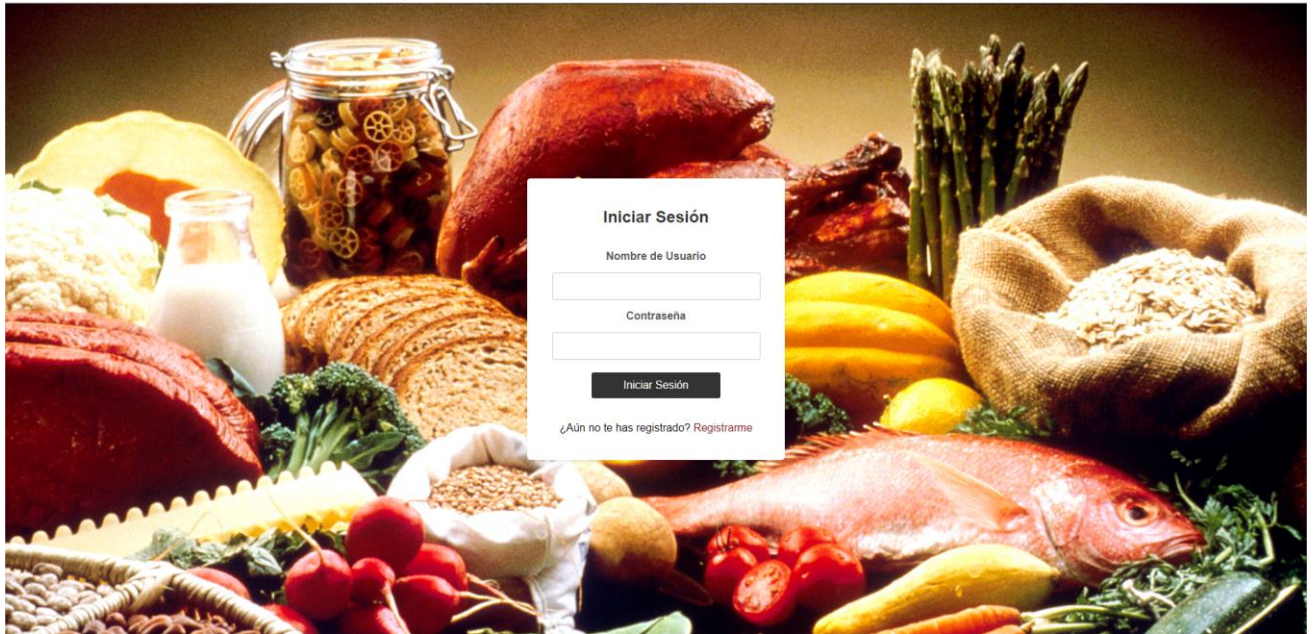 Iniciar Sesión
Nombre de Usuario
Contraseña
Iniciar Sesión
¿Aún no te has registrado? Registrarme